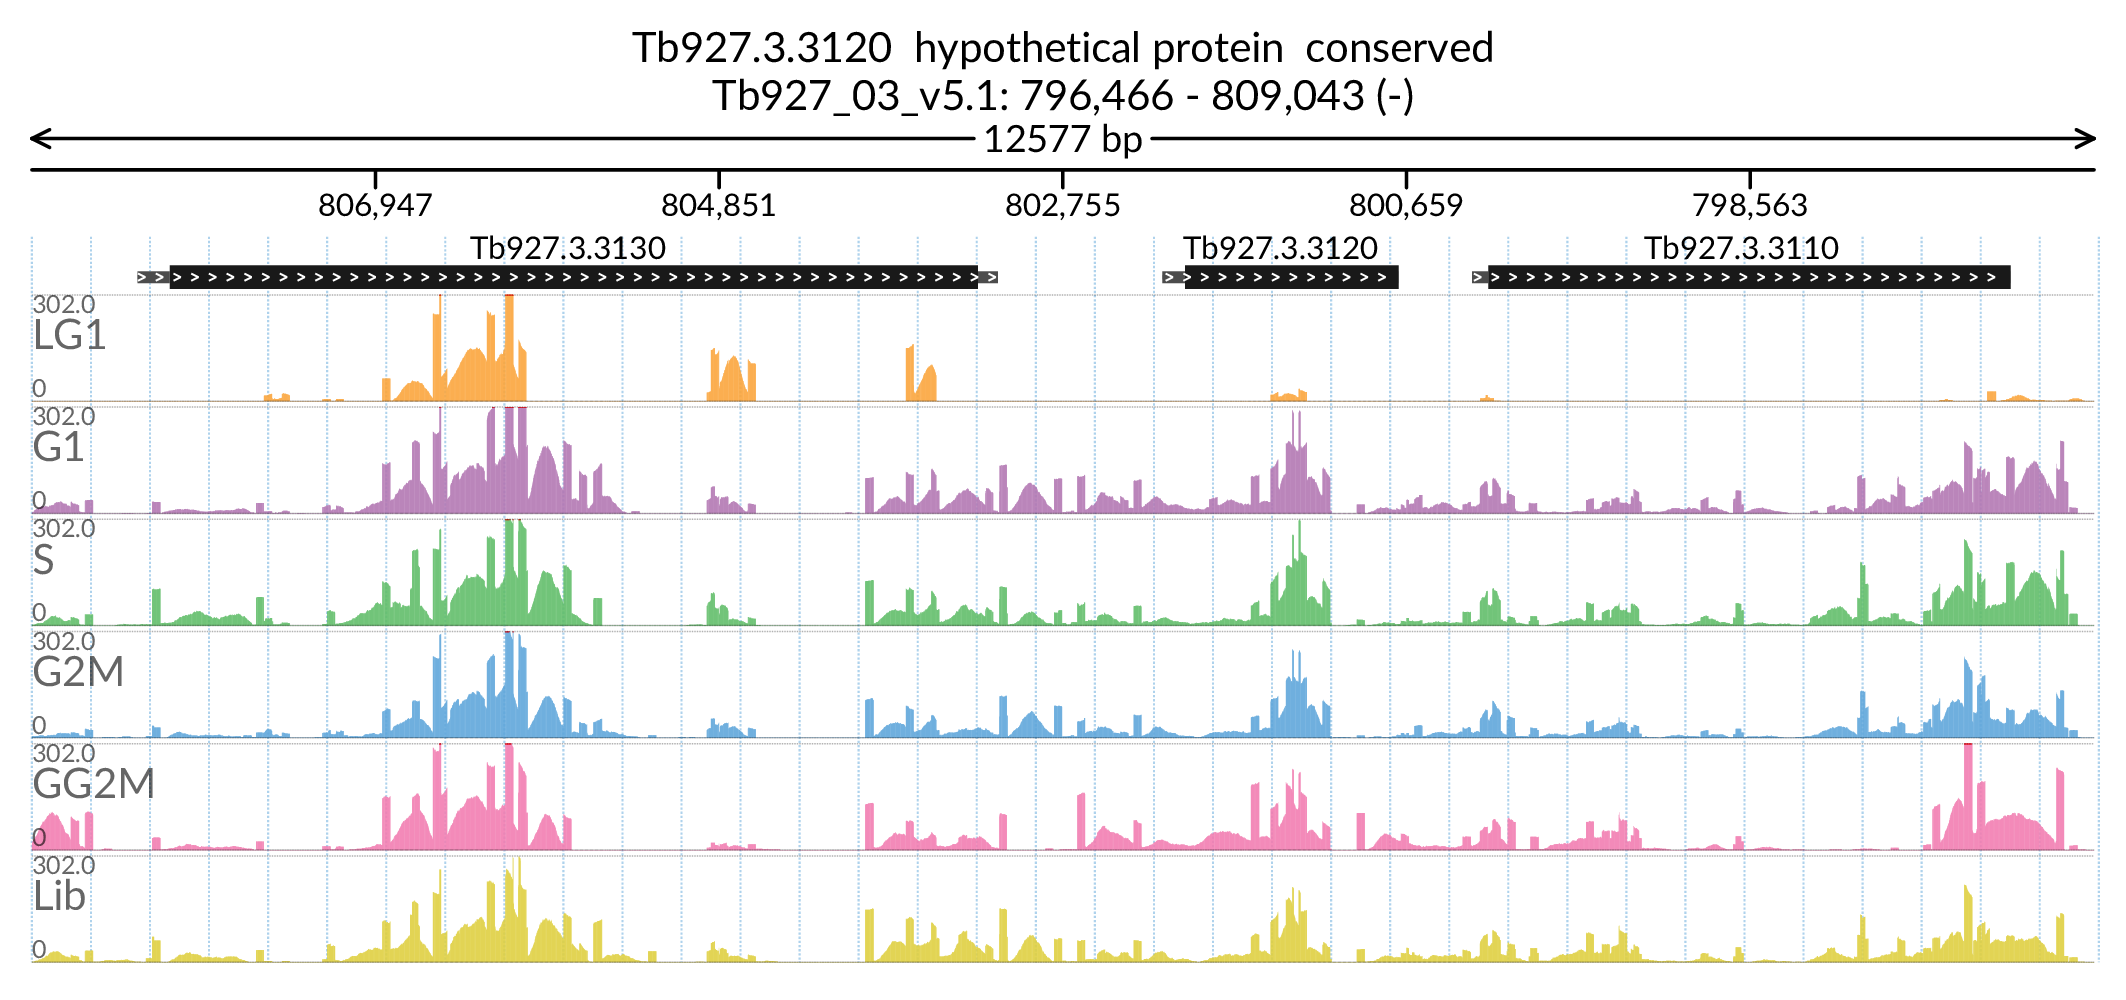 Tb927.3.3120 hypothetical protein conserved
Tb927_03_v5.1: 796,466 - 809,043 (-)
12577 bp
806,947 804,851 802,755 800,659 798,563
Tb927.3.3130 Tb927.3.3120 Tb927.3.3110
302.0
LG1
0
302.0
G1
0
302.0
S
0
302.0
G2M
0
302.0
GG2M
0
302.0
Lib
0